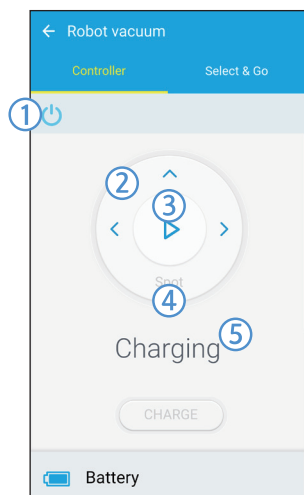 Robot vacuum
Controller Select & Go
1
2
3
Spot
4
5
Charging
CHARGE
Battery